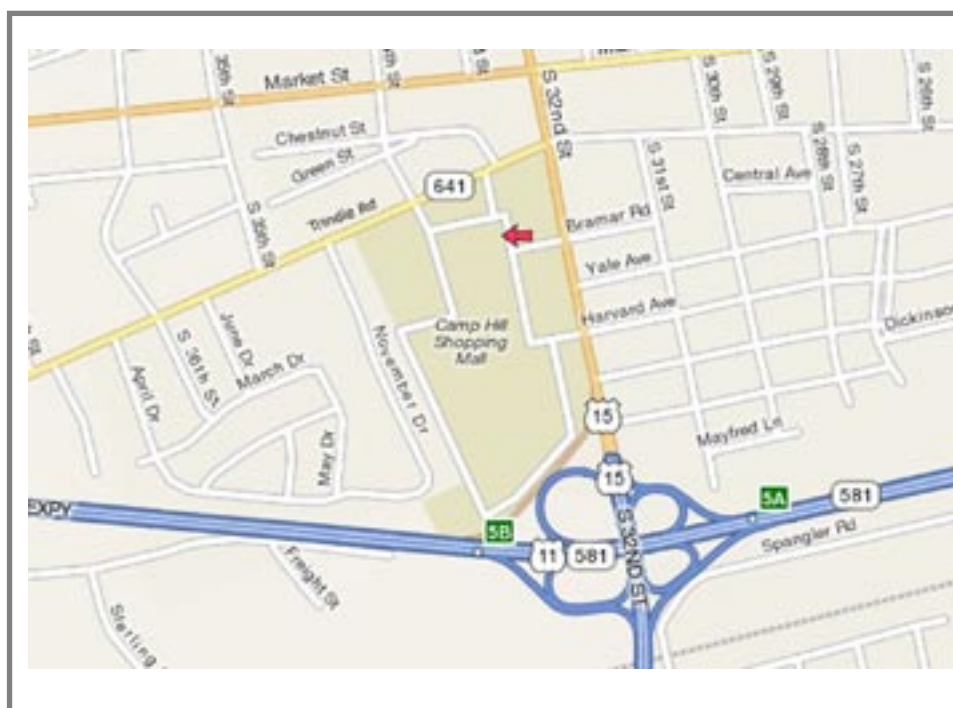 Market St
35th St
S 32nd St
S 30th St
S 29th St
S 26th St
Chestnut St
Green St
S 31st St
S 28th St
S 27th St
Central Ave
641
S 39th St
Trindle Rd
Bramar Rd
Yale Ave
Harvard Ave
Dickinson
Camp Hill
Shopping
Mall
St
June Dr
S 36th St
March Dr
April Dr
November Dr
May Dr
15
Mayfred Ln
15
5A
581
EXPY
5B
11
581
S 32ND ST
Spangler Rd
Freight St
Sterling